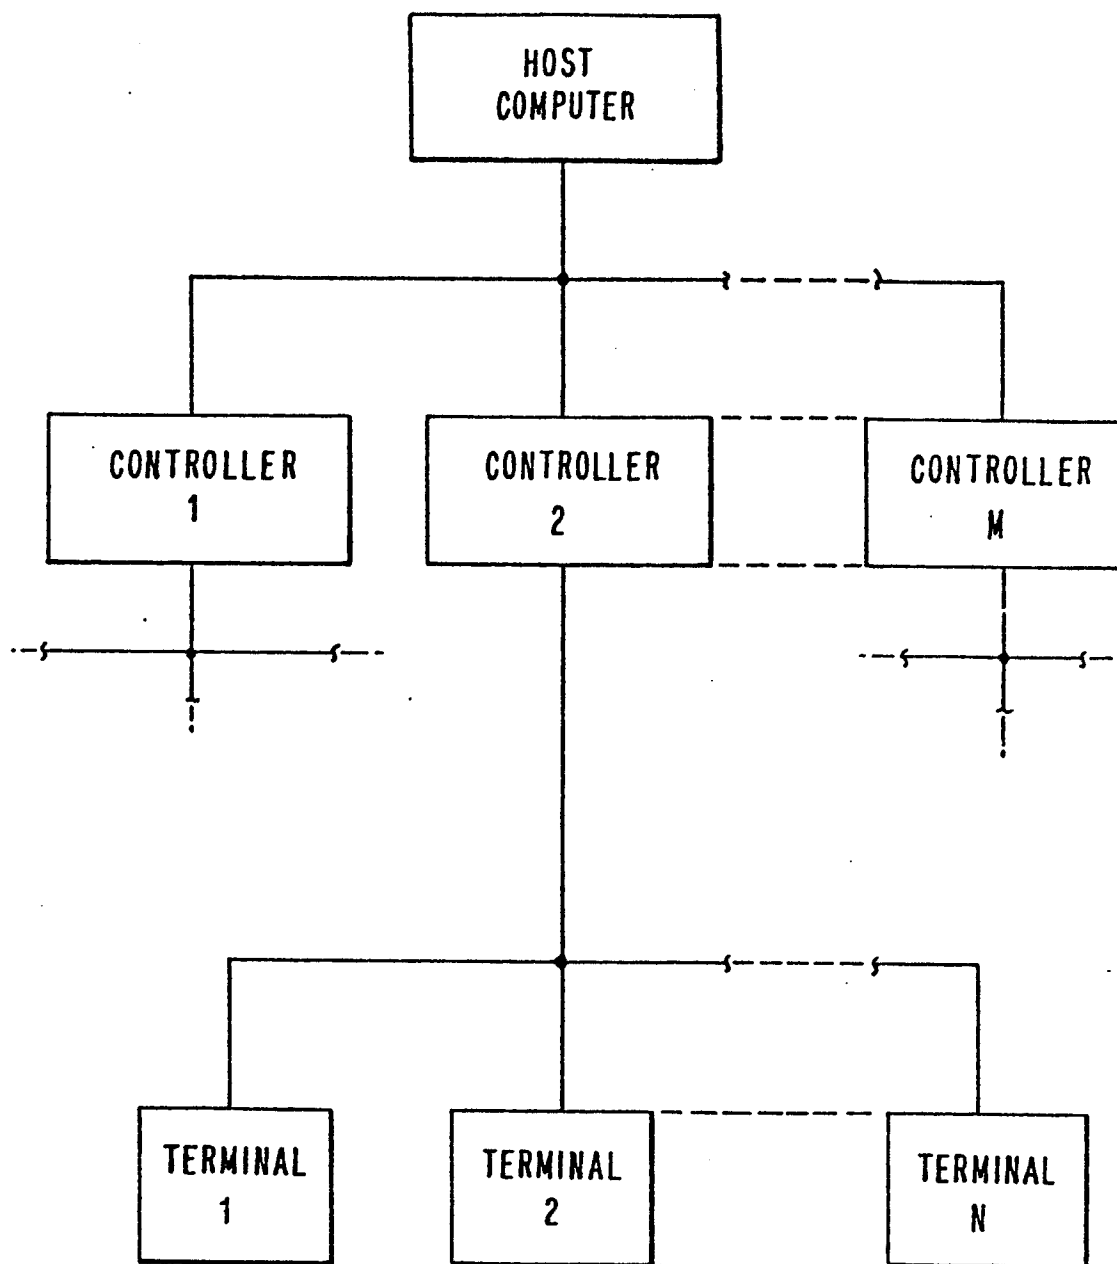 HOST
COMPUTER
CONTROLLER
1
CONTROLLER
2
CONTROLLER
M
TERMINAL
1
TERMINAL
2
TERMINAL
N